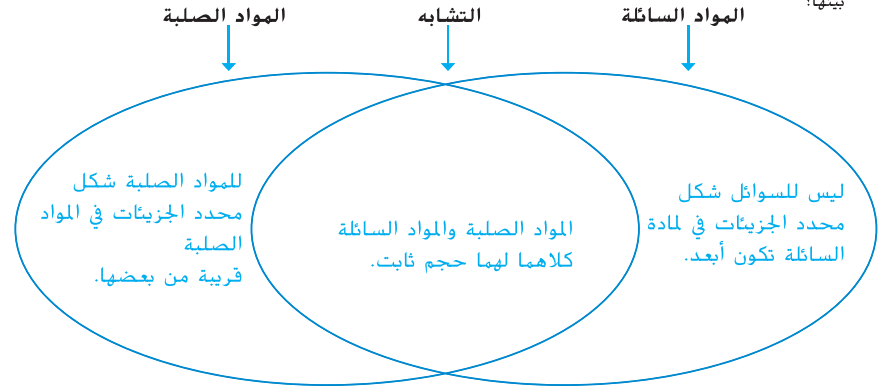 بينها:
المواد السائلة
التشابه
المواد الصلبة
ليس للسوائل شكل
محدد الجزيئات في لمادة
السائلة تكون أبعد.
المواد الصلبة والمواد السائلة
كلاهما لهما حجم ثابت.
للمواد الصلبة شكل
محدد الجزيئات في المواد
الصلبة
قريبة من بعضها.